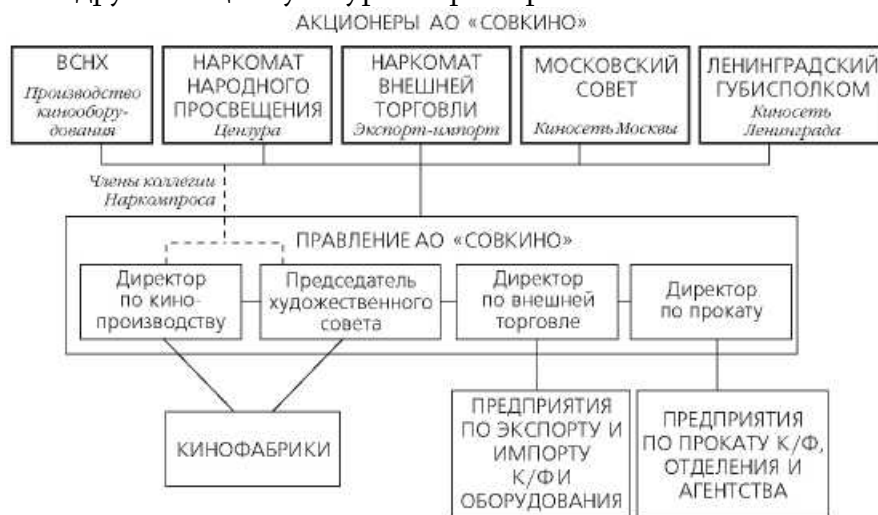 АКЦИОНЕРЫ АО «СОВКИНО»
ВСНХ
Производство
кинообору-
дования
НАРКОМАТ
НАРОДНОГО
ПРОСВЕЩЕНИЯ
Цензура
НАРКОМАТ
ВНЕШНЕЙ
ТОРГОВЛИ
Экспорт-импорт
МОСКОВСКИЙ
СОВЕТ
Киносеть Москвы
ЛЕНИНГРАДСКИЙ
ГУБИСПОЛКОМ
Киносеть
Ленинграда
Члены коллегии
Наркомпроса
ПРАВЛЕНИЕ АО «СОВКИНО»
Директор
по кино-
производству
Председатель
художественного
совета
Директор
по внешней
торговле
Директор
по прокату
КИНОФАБРИКИ
ПРЕДПРИЯТИЯ
ПО ЭКСПОРТУ И
ИМПОРТУ
К/Ф И
ОБОРУДОВАНИЯ
ПРЕДПРИЯТИЯ
ПО ПРОКАТУ К/Ф,
ОТДЕЛЕНИЯ И
АГЕНТСТВА